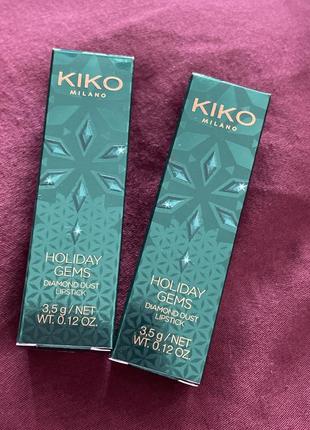 KIKO
MILANO
HOLIDAY
GEMS
DIAMOND DUST
LIPSTICK
3,5 g / NET
WT. 0.12 OZ.
KIKO
MILANO
HOLIDAY
GEMS
DIAMOND DUST
LIPSTICK
3,5 g / NET
WT. 0.12 OZ.